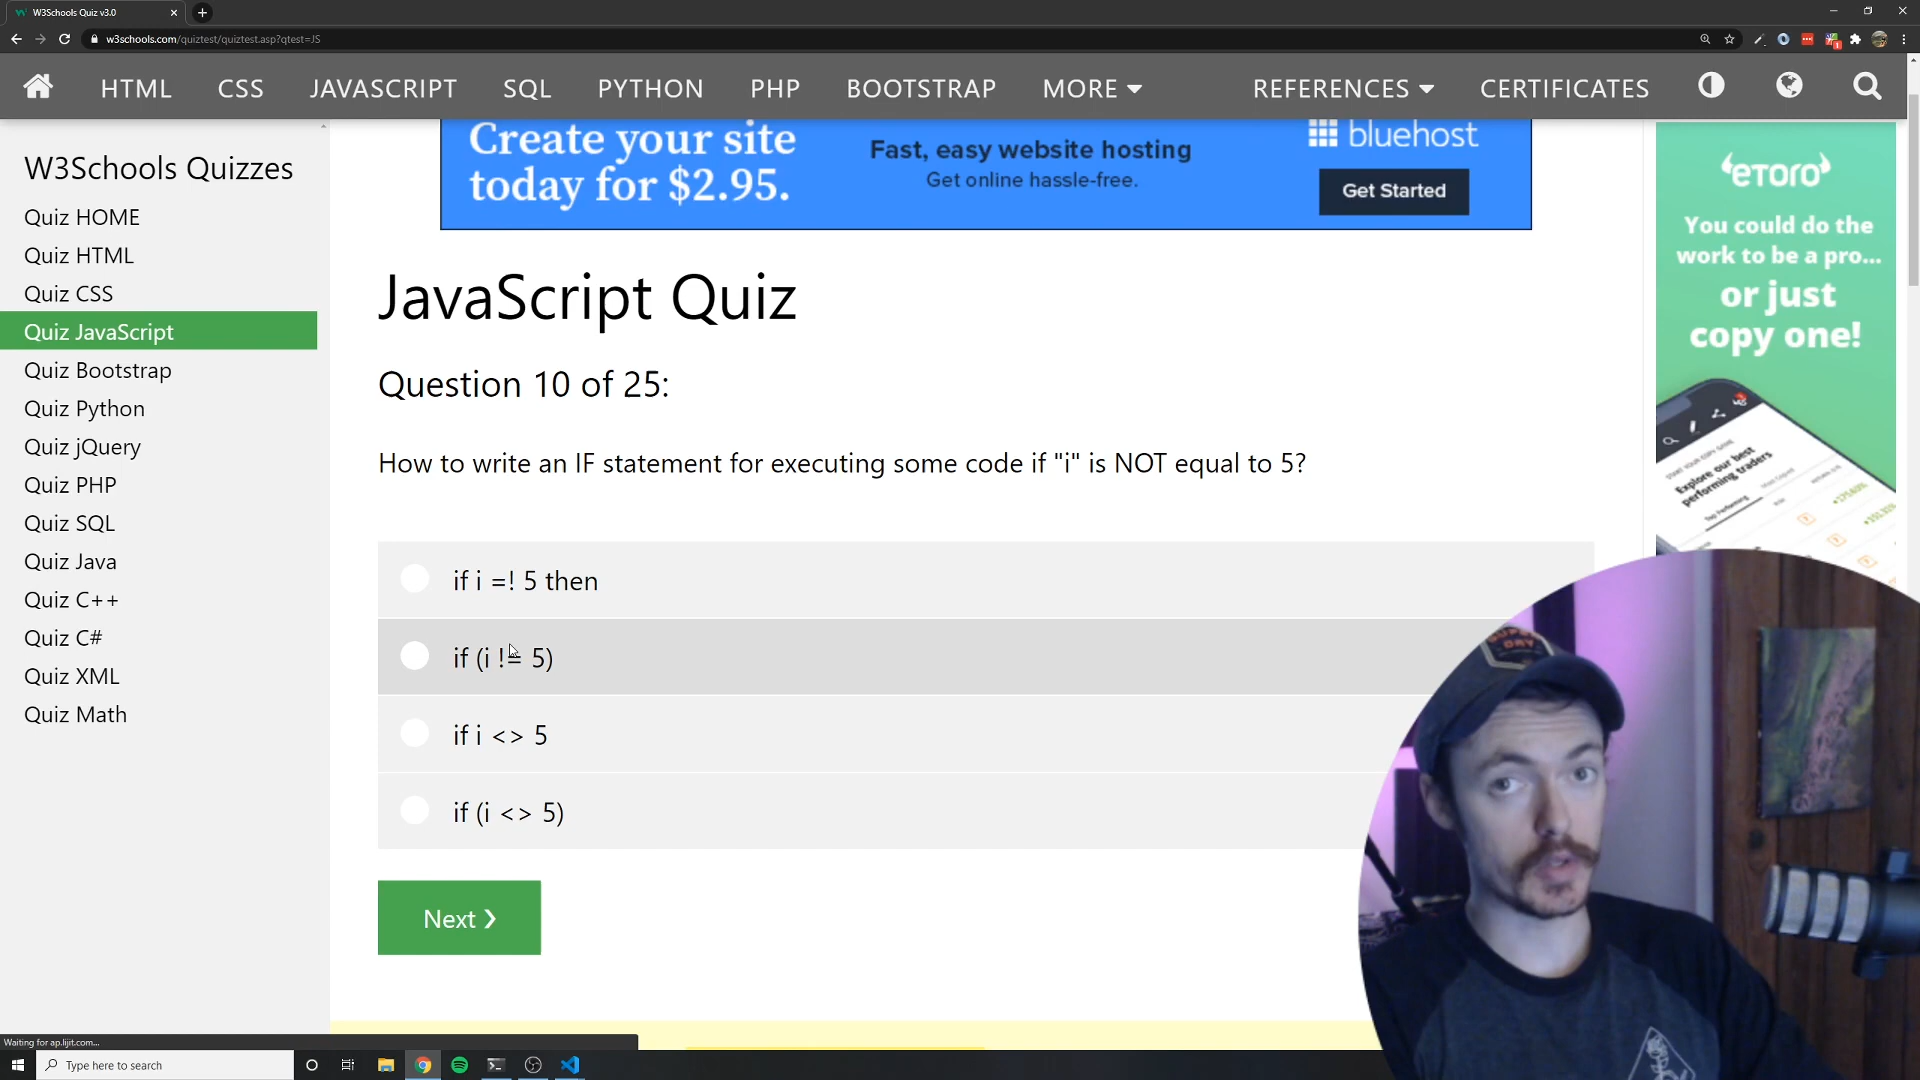 W3Schools Quiz v3.0
w3schools.com/quiztest/quiztest.asp?qtest=JS
HTML
CSS
JAVASCRIPT
SQL
PYTHON
PHP
BOOTSTRAP
MORE
REFERENCES
CERTIFICATES
W3Schools Quizzes
Quiz HOME
Quiz HTML
Quiz CSS
Quiz JavaScript
Quiz Bootstrap
Quiz Python
Quiz jQuery
Quiz PHP
Quiz SQL
Quiz Java
Quiz C++
Quiz C#
Quiz XML
Quiz Math
Create your site
today for $2.95.
Fast, easy website hosting
Get online hassle-free.
bluehost
Get Started
JavaScript Quiz
Question 10 of 25:
How to write an IF statement for executing some code if "i" is NOT equal to 5?
if i =! 5 then
if (i != 5)
if i <> 5
if (i <> 5)
Next ❯
eTORO
You could do the
work to be a pro...
or just
copy one!
Explore our best
performing traders
Waiting for ap.lijit.com...
Type here to search